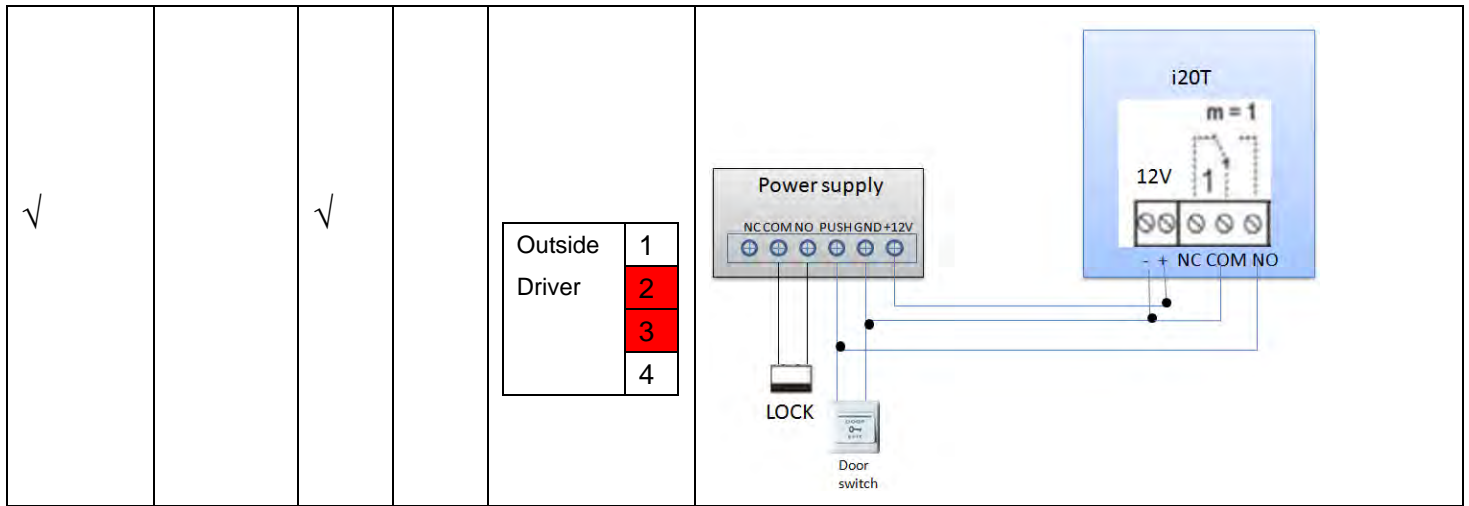 √
√
Outside 1
Driver 2
3
4
i20T
m = 1
12V
1
- + NC COM NO
Power supply
NC COM NO PUSH GND +12V
LOCK
Door
switch